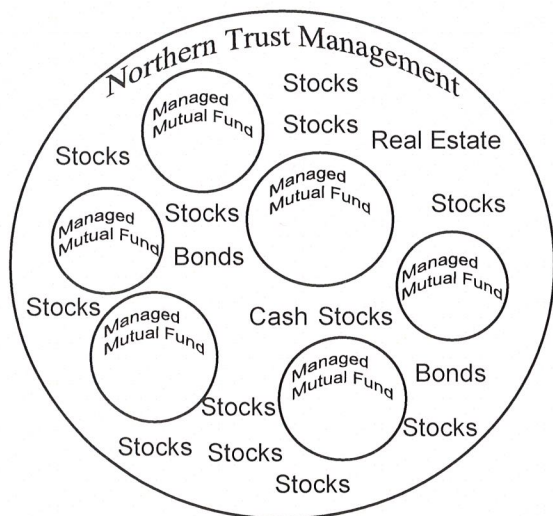 Northern Trust Management
Stocks
Managed
Mutual Fund
Stocks
Real Estate
Stocks
Managed
Mutual Fund
Stocks
Stocks
Managed
Mutual Fund
Bonds
Managed
Mutual Fund
Stocks
Cash Stocks
Managed
Mutual Fund
Managed
Mutual Fund
Bonds
Stocks
Stocks
Stocks
Stocks
Stocks